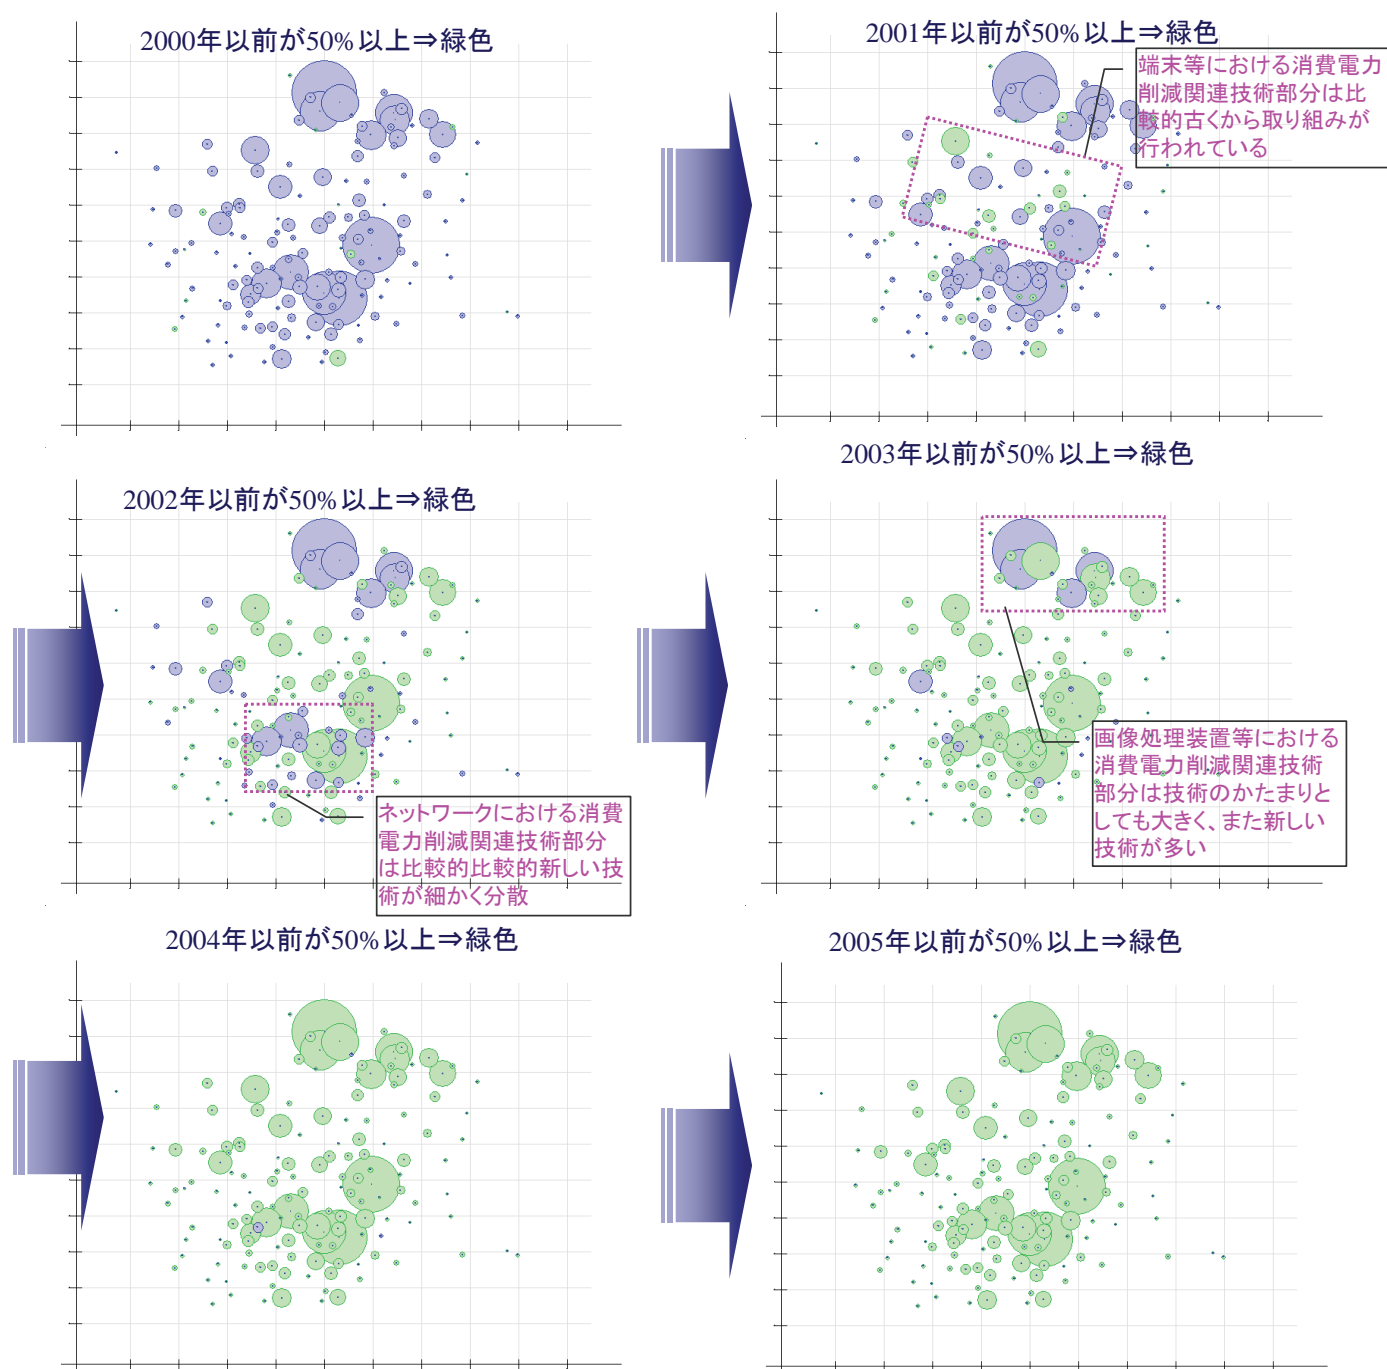 2000年以前が50%以上⇒緑色
2001年以前が50%以上⇒緑色
端末等における消費電力
削減関連技術部分は比
較的古くから取り組みが
行われている
2002年以前が50%以上⇒緑色
ネットワークにおける消費
電力削減関連技術部分
は比較的比較的新しい技
術が細かく分散
2003年以前が50%以上⇒緑色
画像処理装置等における
消費電力削減関連技術
部分は技術のかたまりと
しても大きく、また新しい
技術が多い
2004年以前が50%以上⇒緑色
2005年以前が50%以上⇒緑色